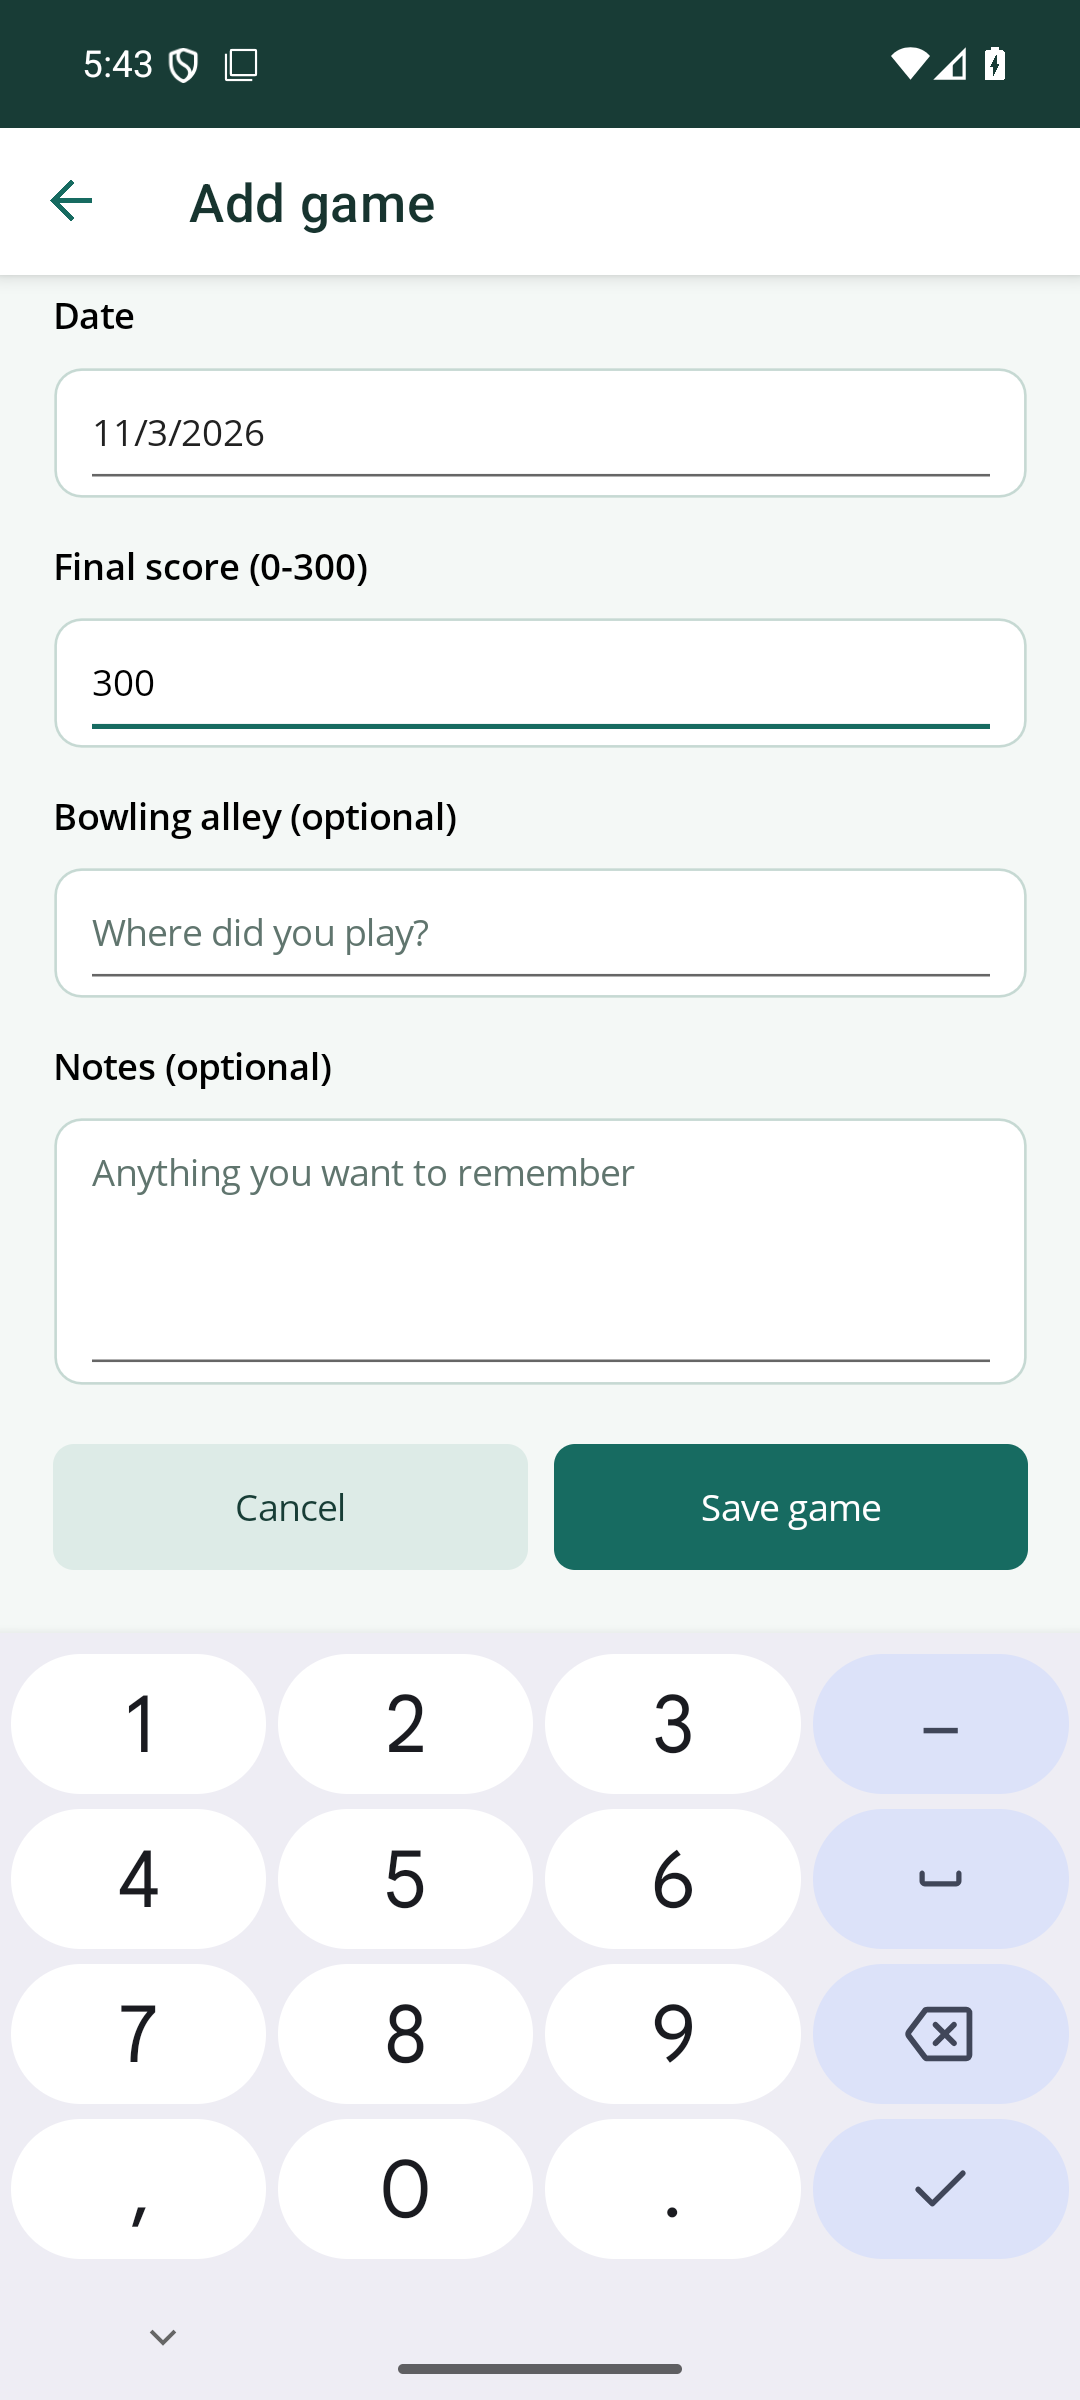 5:43
Add game
Date
11/3/2026
Final score (0-300)
300
Bowling alley (optional)
Where did you play?
Notes (optional)
Anything you want to remember
Cancel
Save game
1
2
3
–
4
5
6
7
8
9
,
0
.